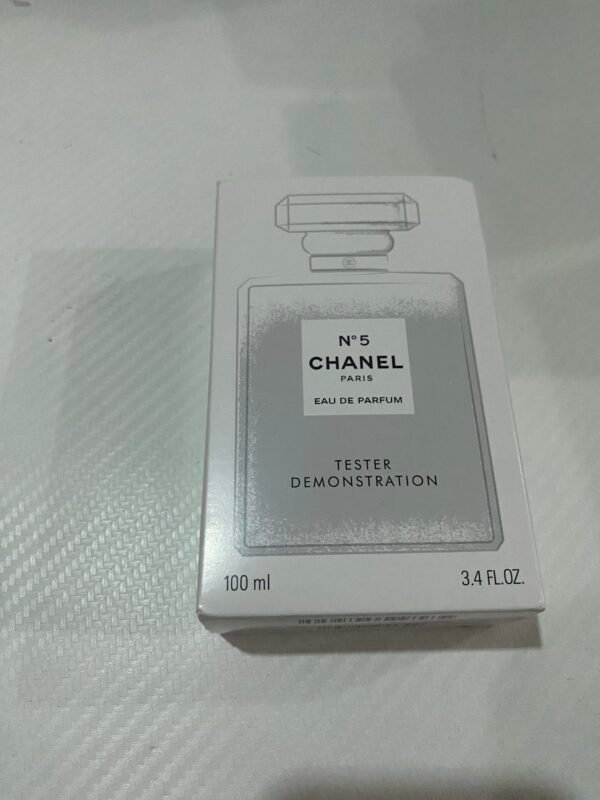 N°5
CHANEL
PARIS
EAU DE PARFUM
TESTER
DEMONSTRATION
100 ml
3.4 FL.OZ.